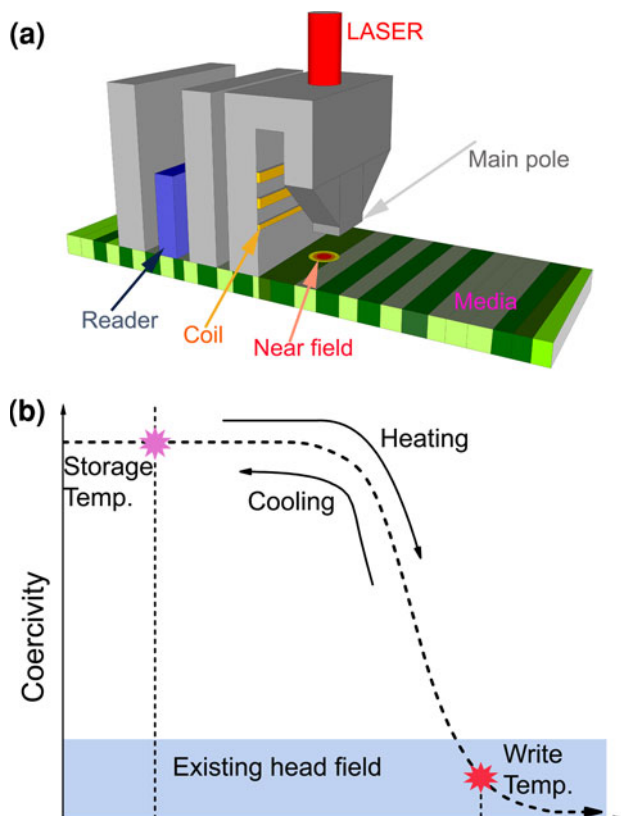 (a)
LASER
Main pole
Media
Reader
Coil
Near field
(b)
Heating
Storage
Temp.
Cooling
Coercivity
Existing head field
Write
Temp.